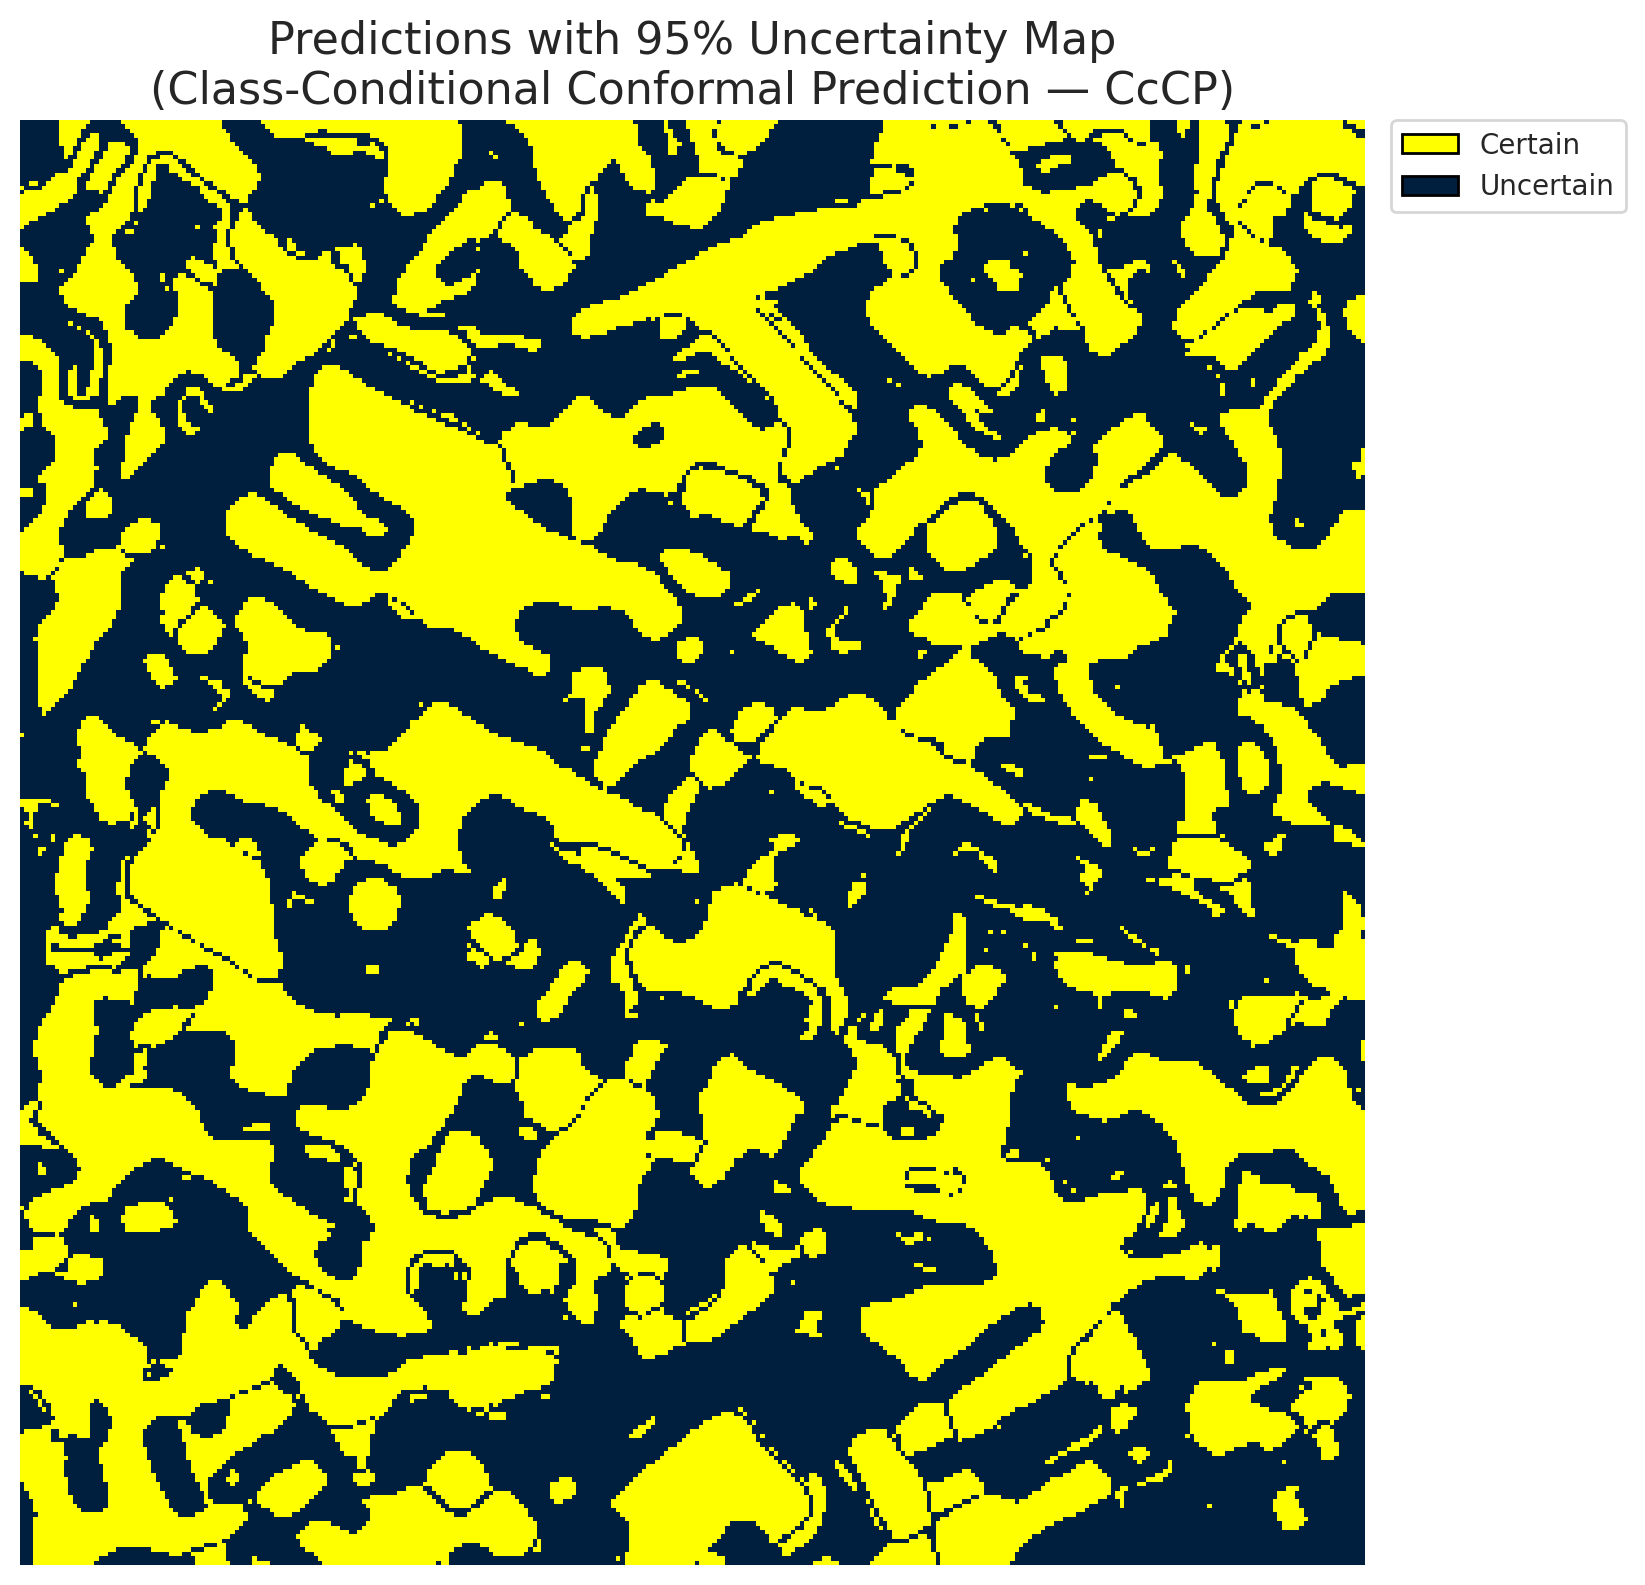 Predictions with 95% Uncertainty Map
(Class-Conditional Conformal Prediction — CcCP)
Certain
Uncertain